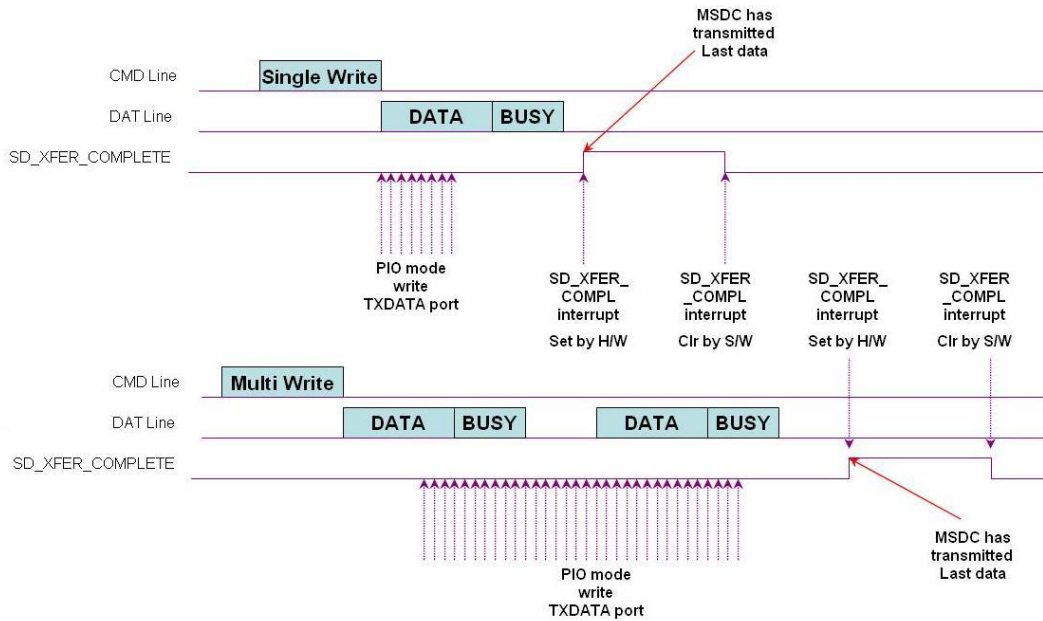 MSDC has
transmitted
Last data
CMD Line
Single Write
DAT Line
DATA
BUSY
SD_XFER_COMPLETE
PIO mode
write
TXDATA port
SD_XFER_
COMPL
interrupt
Set by H/W
SD_XFER
_COMPL
interrupt
Clr by S/W
SD_XFER_
COMPL
interrupt
Set by H/W
SD_XFER
_COMPL
interrupt
Clr by S/W
CMD Line
Multi Write
DAT Line
DATA
BUSY
DATA
BUSY
SD_XFER_COMPLETE
PIO mode
write
TXDATA port
MSDC has
transmitted
Last data